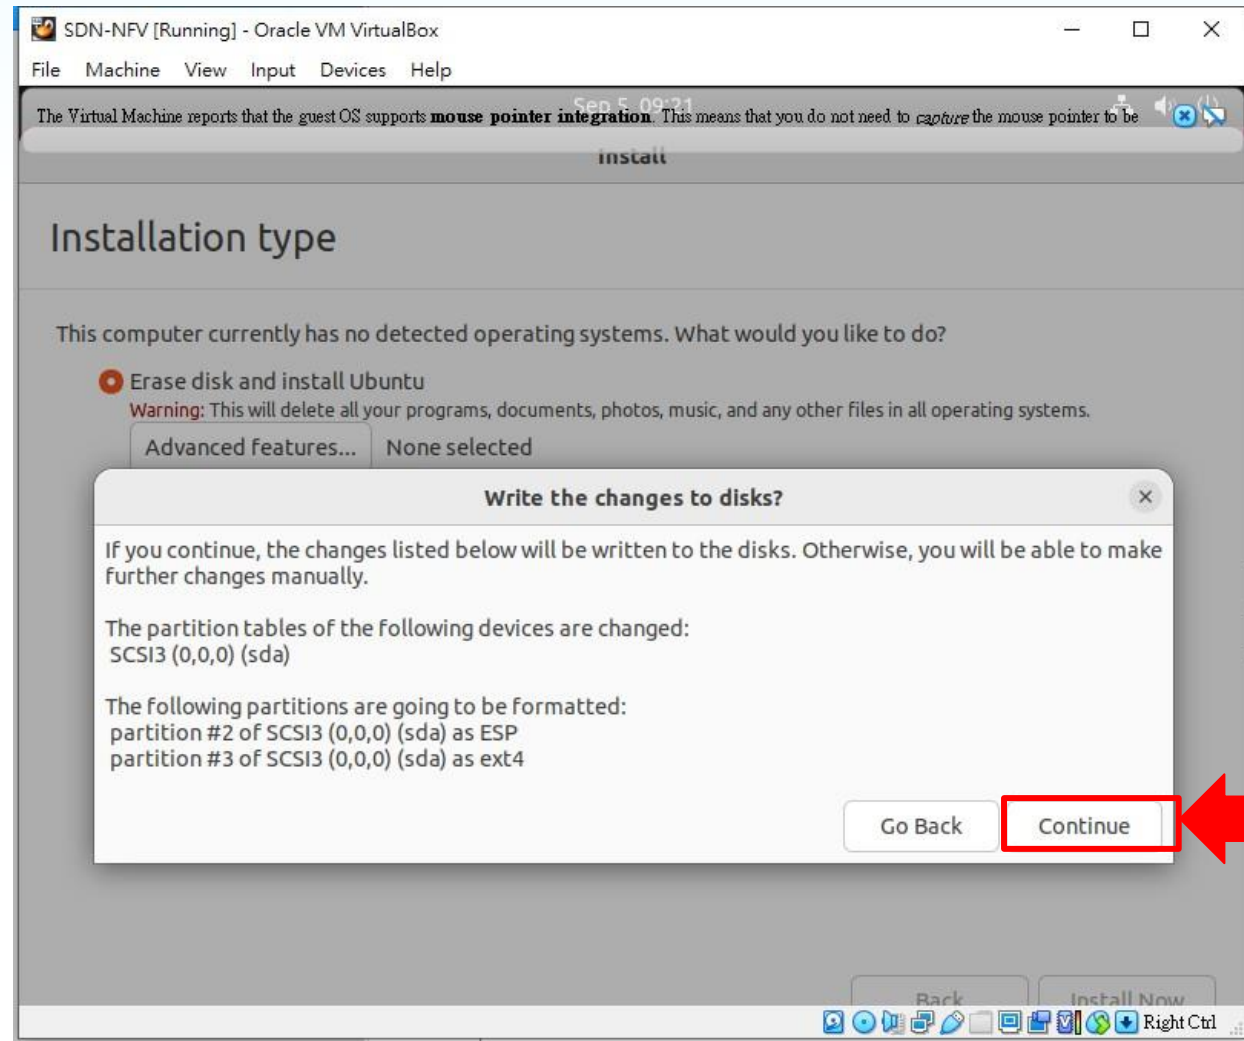 SDN-NFV [Running] - Oracle VM VirtualBox
File Machine View Input Devices Help
Sep 5 09:21
The Virtual Machine reports that the guest OS supports mouse pointer integration. This means that you do not need to capture the mouse pointer to be
Install
Installation type
This computer currently has no detected operating systems. What would you like to do?
Erase disk and install Ubuntu
Warning: This will delete all your programs, documents, photos, music, and any other files in all operating systems.
Advanced features... None selected
Write the changes to disks?
If you continue, the changes listed below will be written to the disks. Otherwise, you will be able to make
further changes manually.
The partition tables of the following devices are changed:
SCSI3 (0,0,0) (sda)
The following partitions are going to be formatted:
partition #2 of SCSI3 (0,0,0) (sda) as ESP
partition #3 of SCSI3 (0,0,0) (sda) as ext4
Go Back Continue
Back Install Now
Right Ctrl